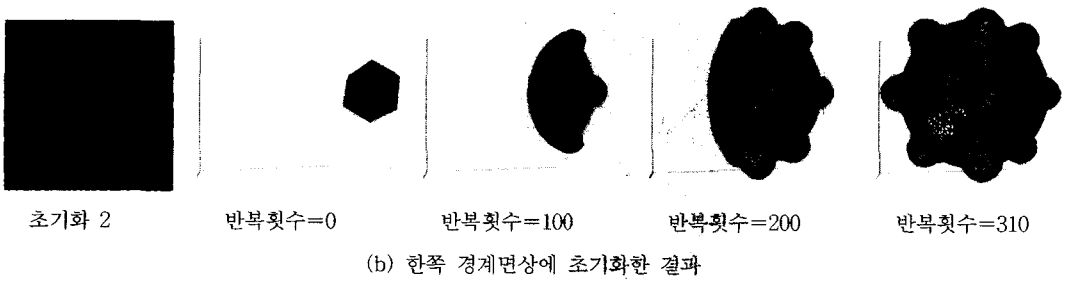 초기화 2 반복횟수=0 반복횟수=100 반복횟수=200 반복횟수=310
(b) 한쪽 경계면상에 초기화한 결과